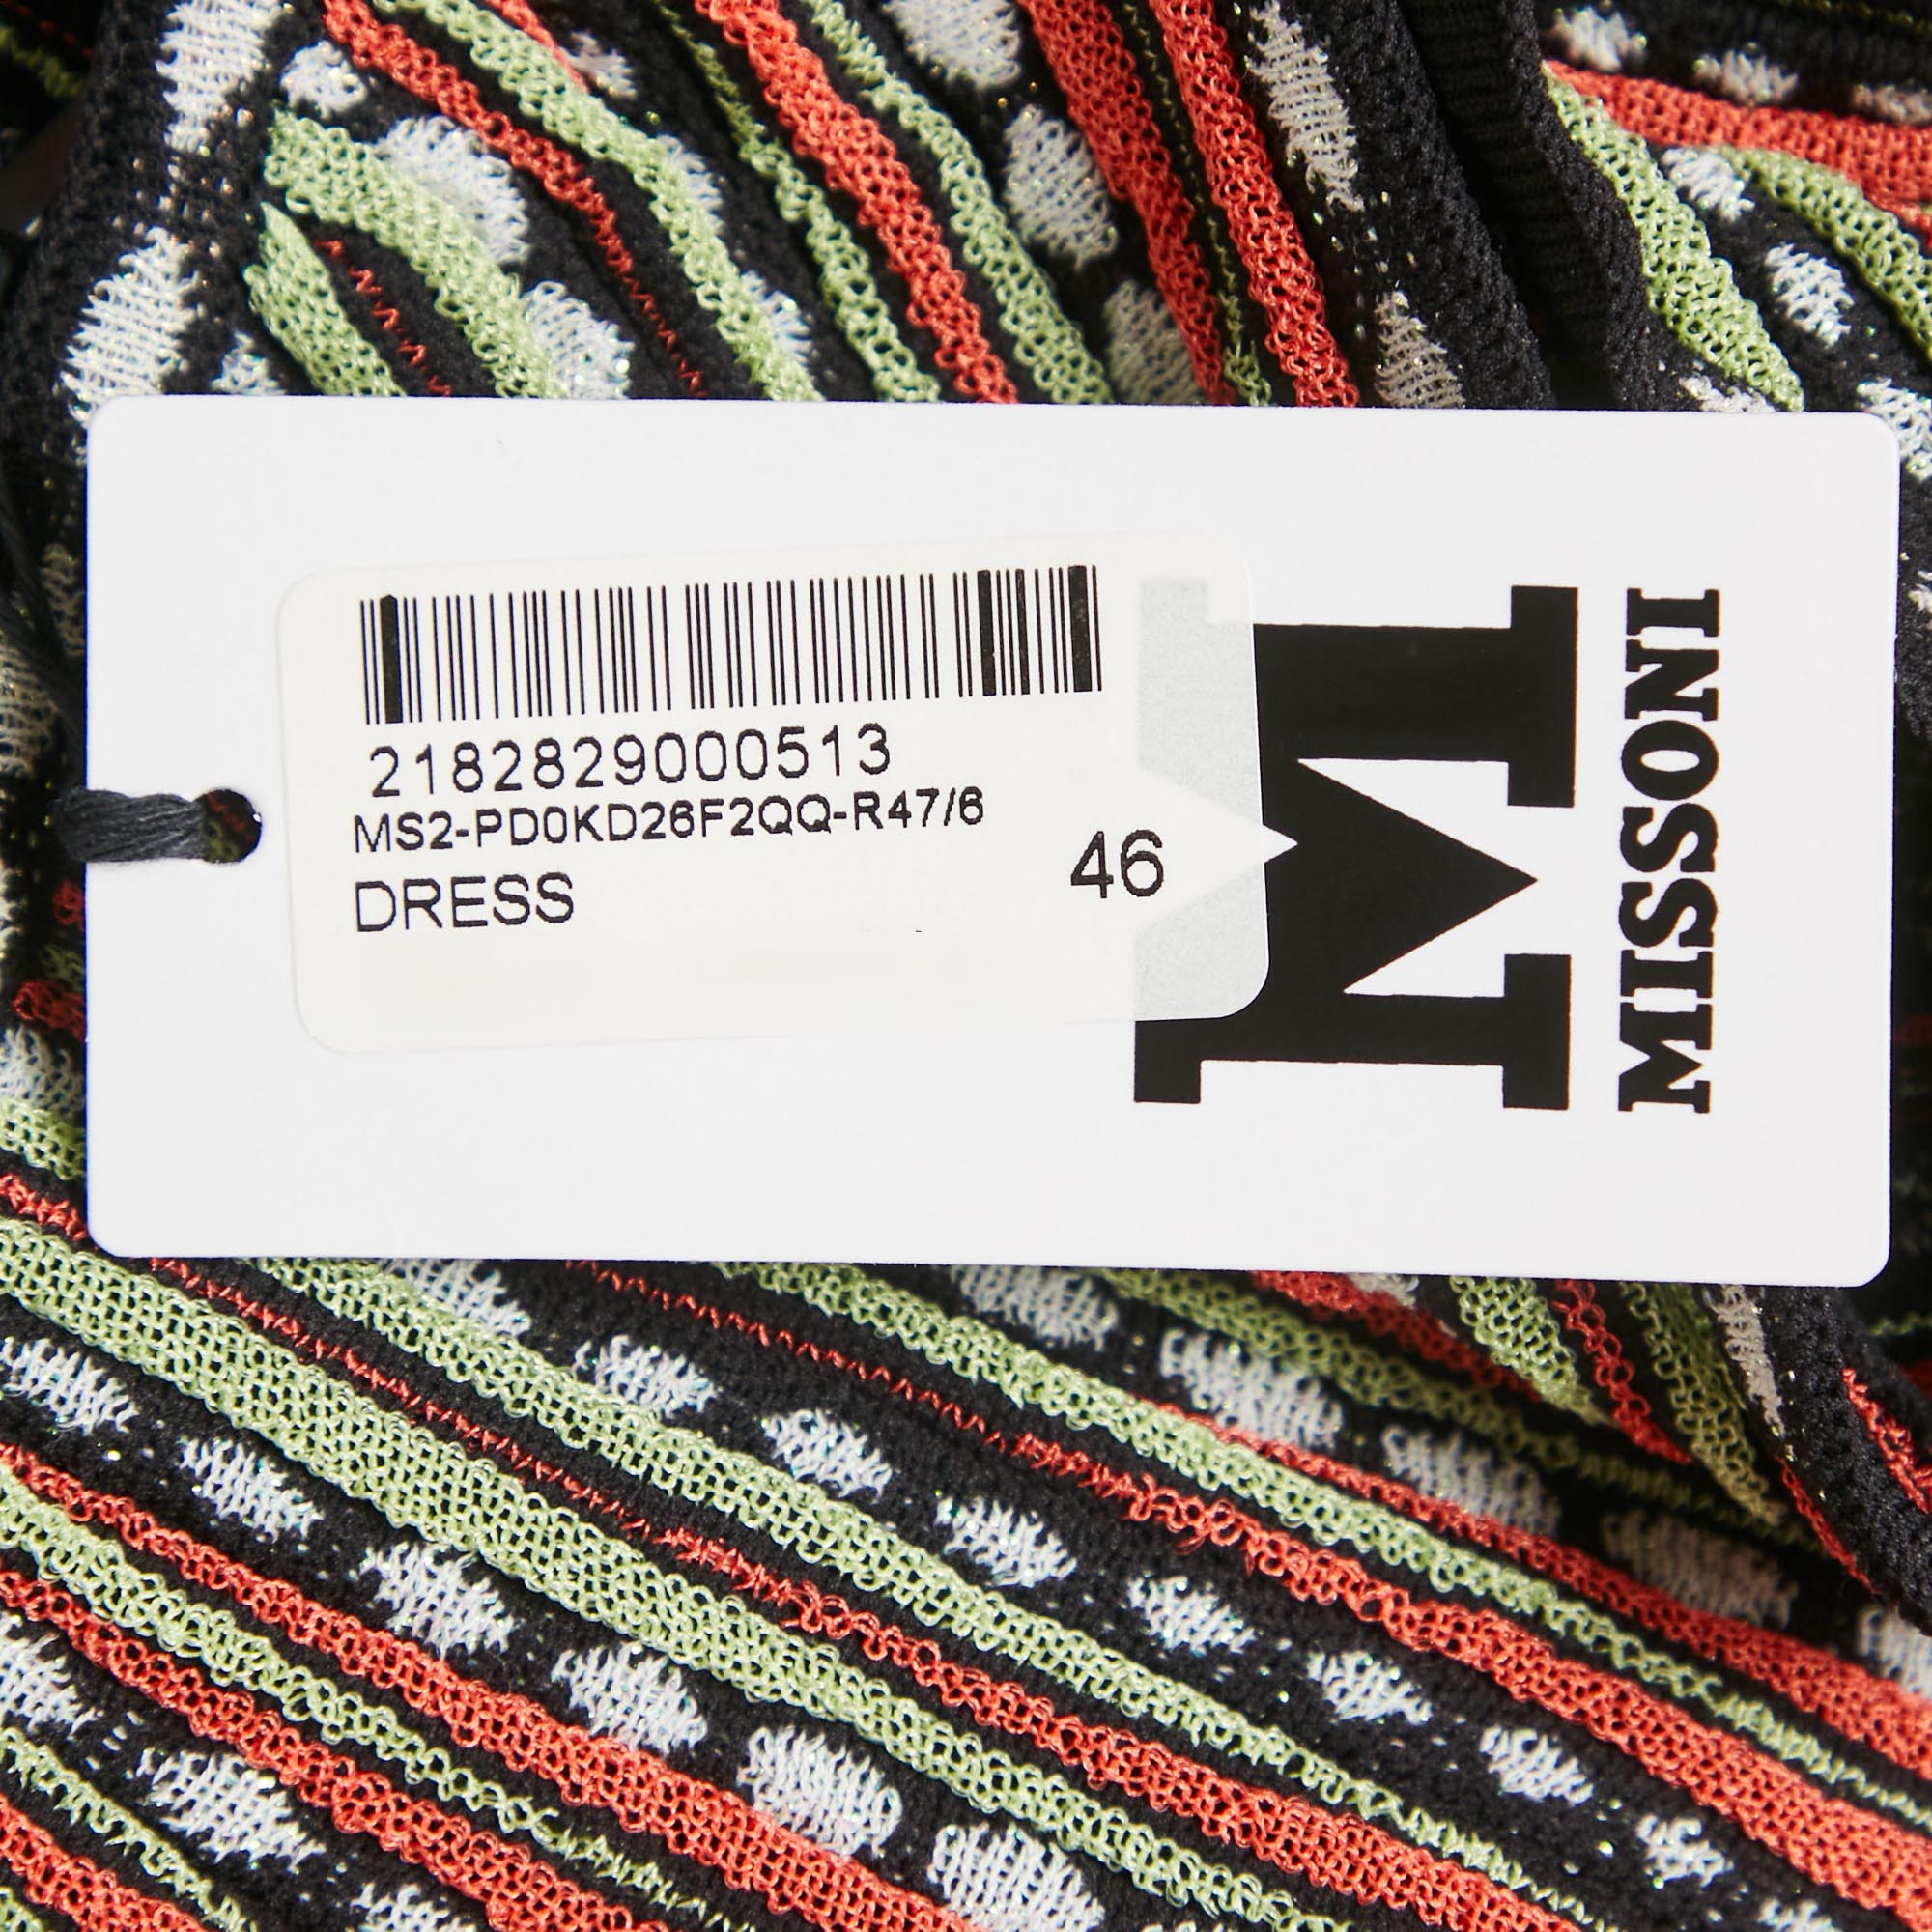 2182829000513
MS2-PD0KD26F2QQ-R47/6
DRESS 46
M
MISSONI